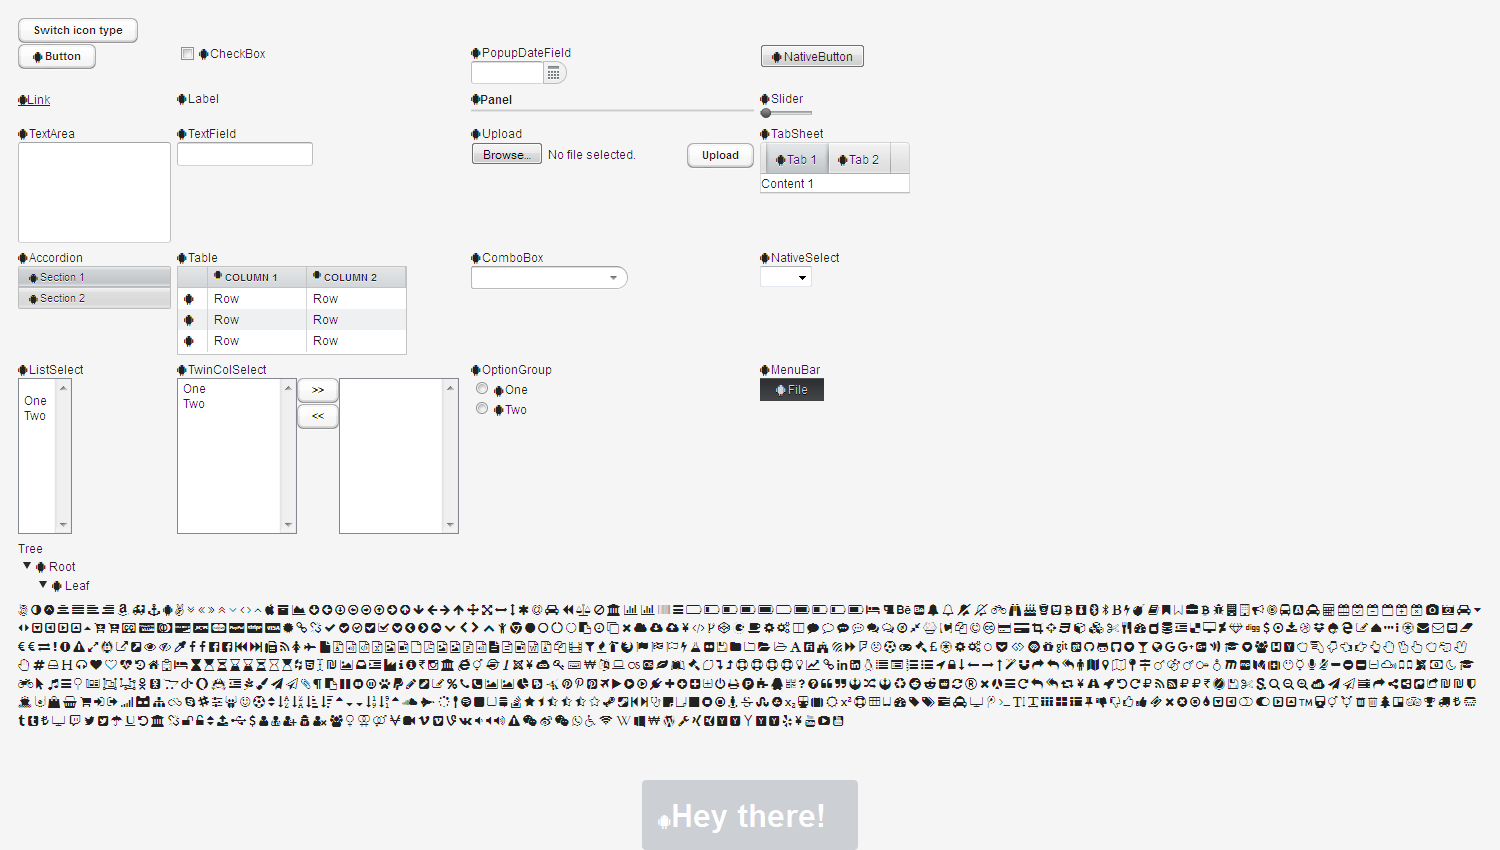 Switch icon type
Button
CheckBox
PopupDateField
NativeButton
Link
Label
Panel
Slider
TextArea
TextField
Upload
TabSheet
Browse...
No file selected.
Upload
Tab 1
Tab 2
Content 1
Accordion
Table
ComboBox
NativeSelect
Section 1
Section 2
COLUMN 1
COLUMN 2
Row
Row
Row
Row
Row
Row
ListSelect
TwinColSelect
OptionGroup
MenuBar
One
Two
One
Two
>>
<<
One
Two
File
Tree
Root
Leaf
Hey there!